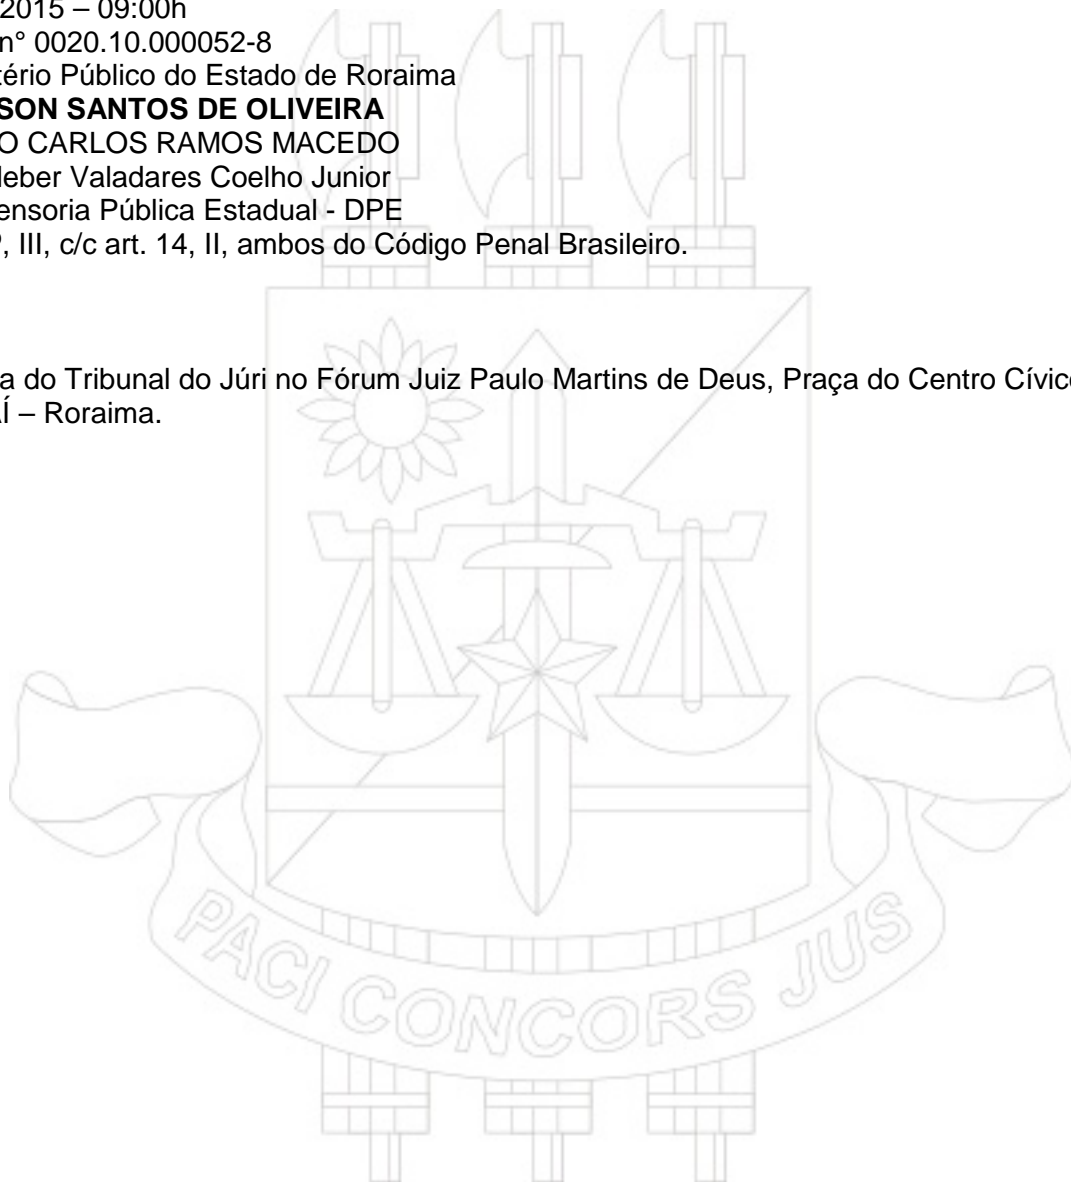 2015 – 09:00h
n° 0020.10.000052-8
tério Público do Estado de Roraima
SON SANTOS DE OLIVEIRA
O CARLOS RAMOS MACEDO
leber Valadares Coelho Junior
ensoria Pública Estadual - DPE
, III, c/c art. 14, II, ambos do Código Penal Brasileiro.
a do Tribunal do Júri no Fórum Juiz Paulo Martins de Deus, Praça do Centro Cívico
Í – Roraima.
PACI CONCORS JUS